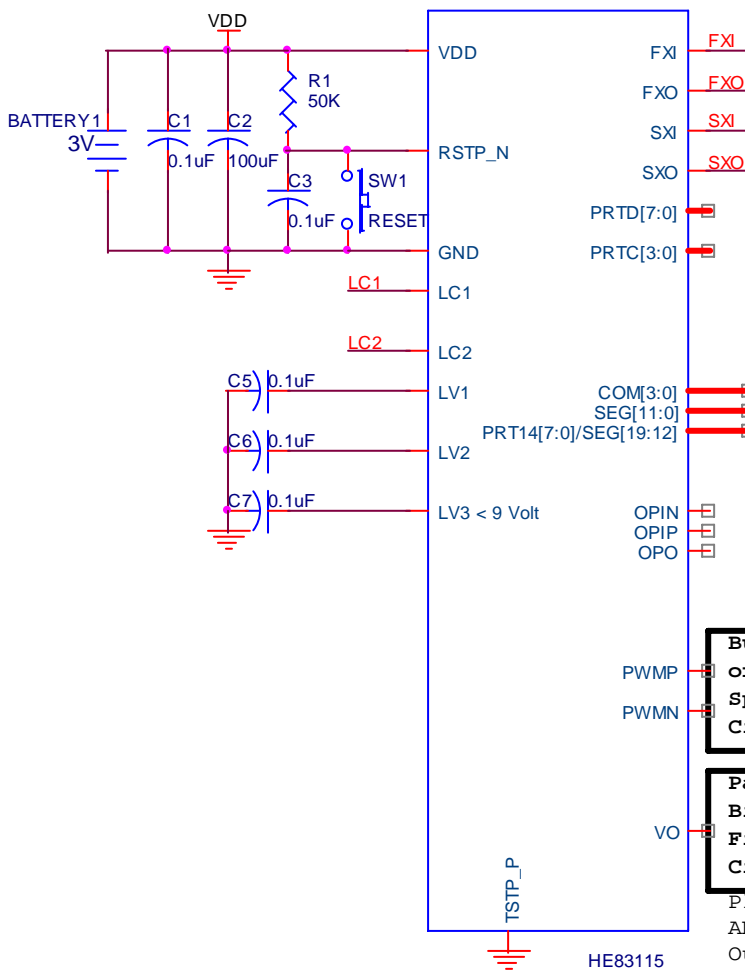 VDD
BATTERY1
3V
C1
0.1uF
C2
100uF
R1
50K
C3
0.1uF
SW1
RESET
LC1
LC2
C5 0.1uF
C6 0.1uF
C7 0.1uF
VDD
RSTP_N
GND
LC1
LC2
LV1
LV2
LV3 < 9 Volt
FXI
FXO
SXI
SXO
PRTD[7:0]
PRTC[3:0]
COM[3:0]
SEG[11:0]
PRT14[7:0]/SEG[19:12]
OPIN
OPIP
OPO
PWMP
PWMN
VO
TSTP_P
HE83115
FXI
FXO
SXI
SXO